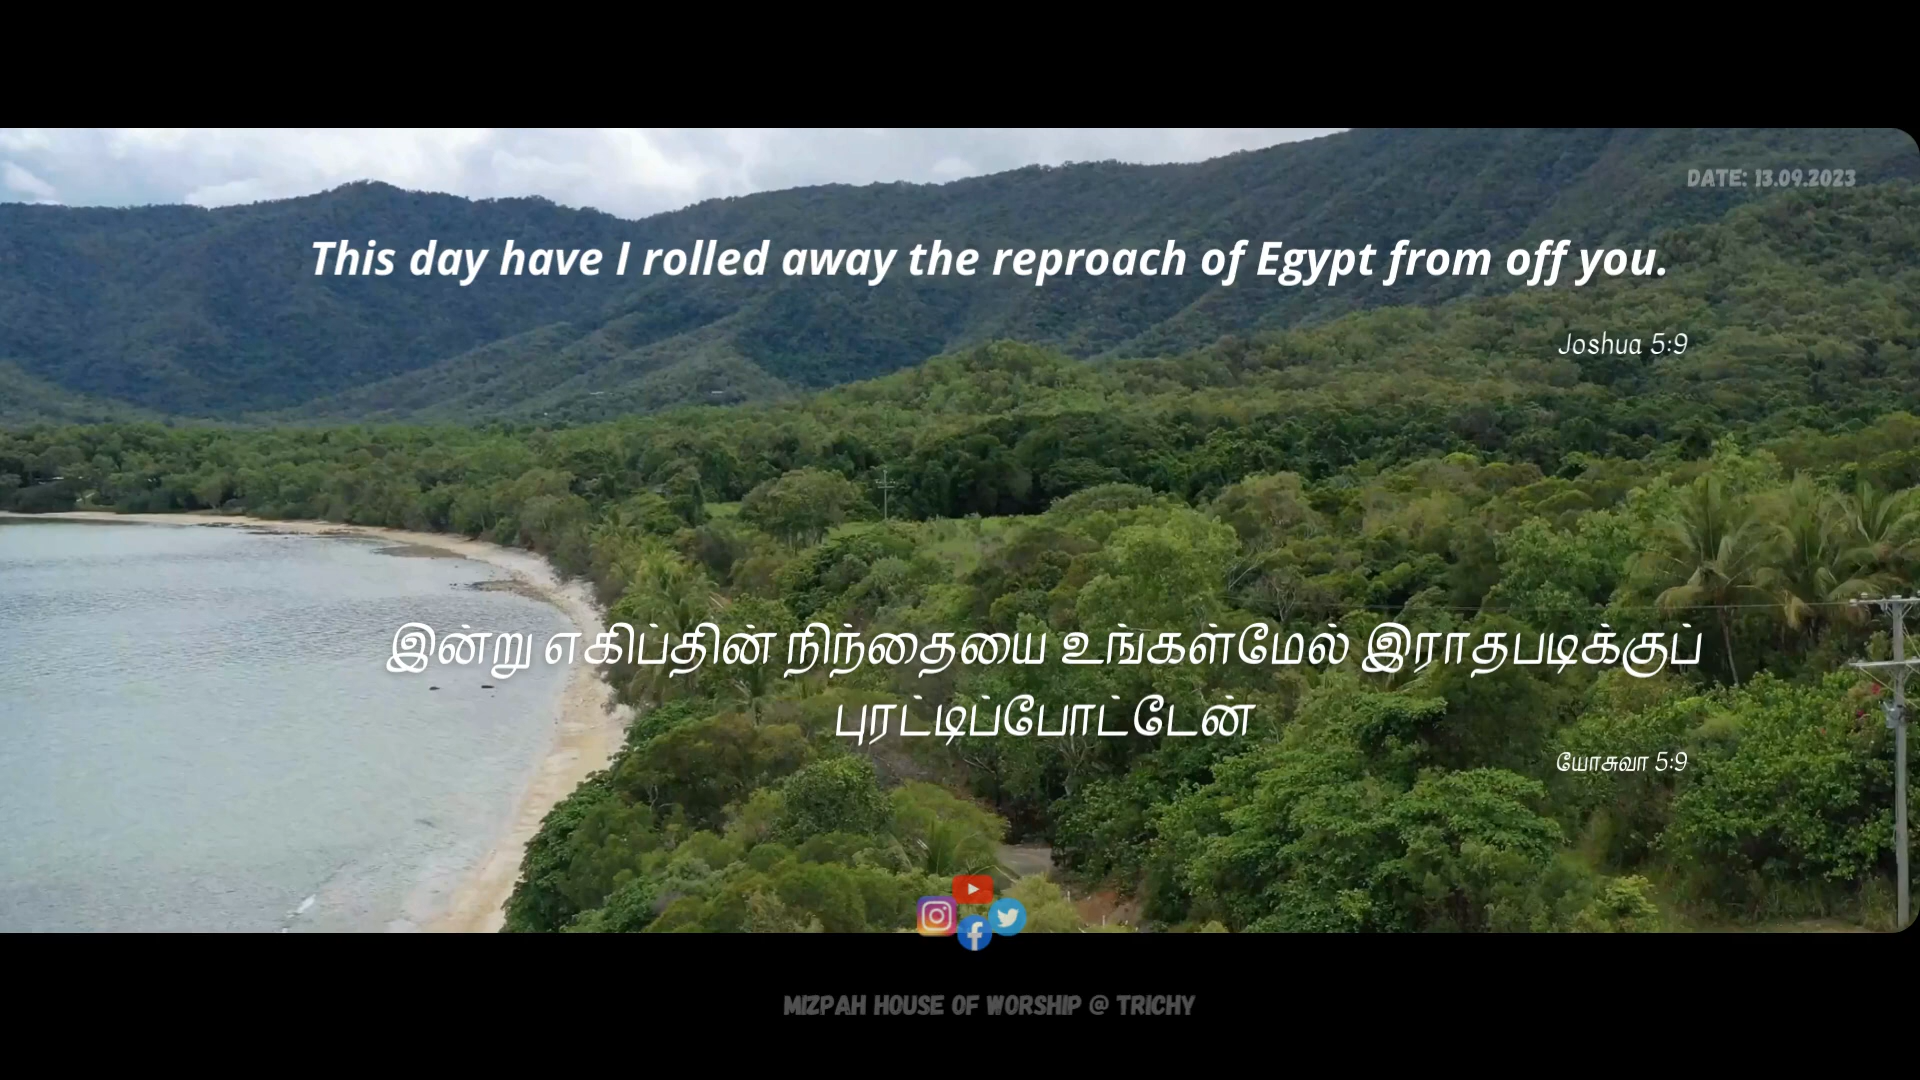 DATE: 13.09.2023
This day have I rolled away the reproach of Egypt from off you.
Joshua 5:9
இன்று எகிப்தின் நிந்தையை உங்கள்மேல் இராதபடிக்குப்
புரட்டிப்போட்டேன்
யோசுவா 5:9
MIZPAH HOUSE OF WORSHIP @ TRICHY